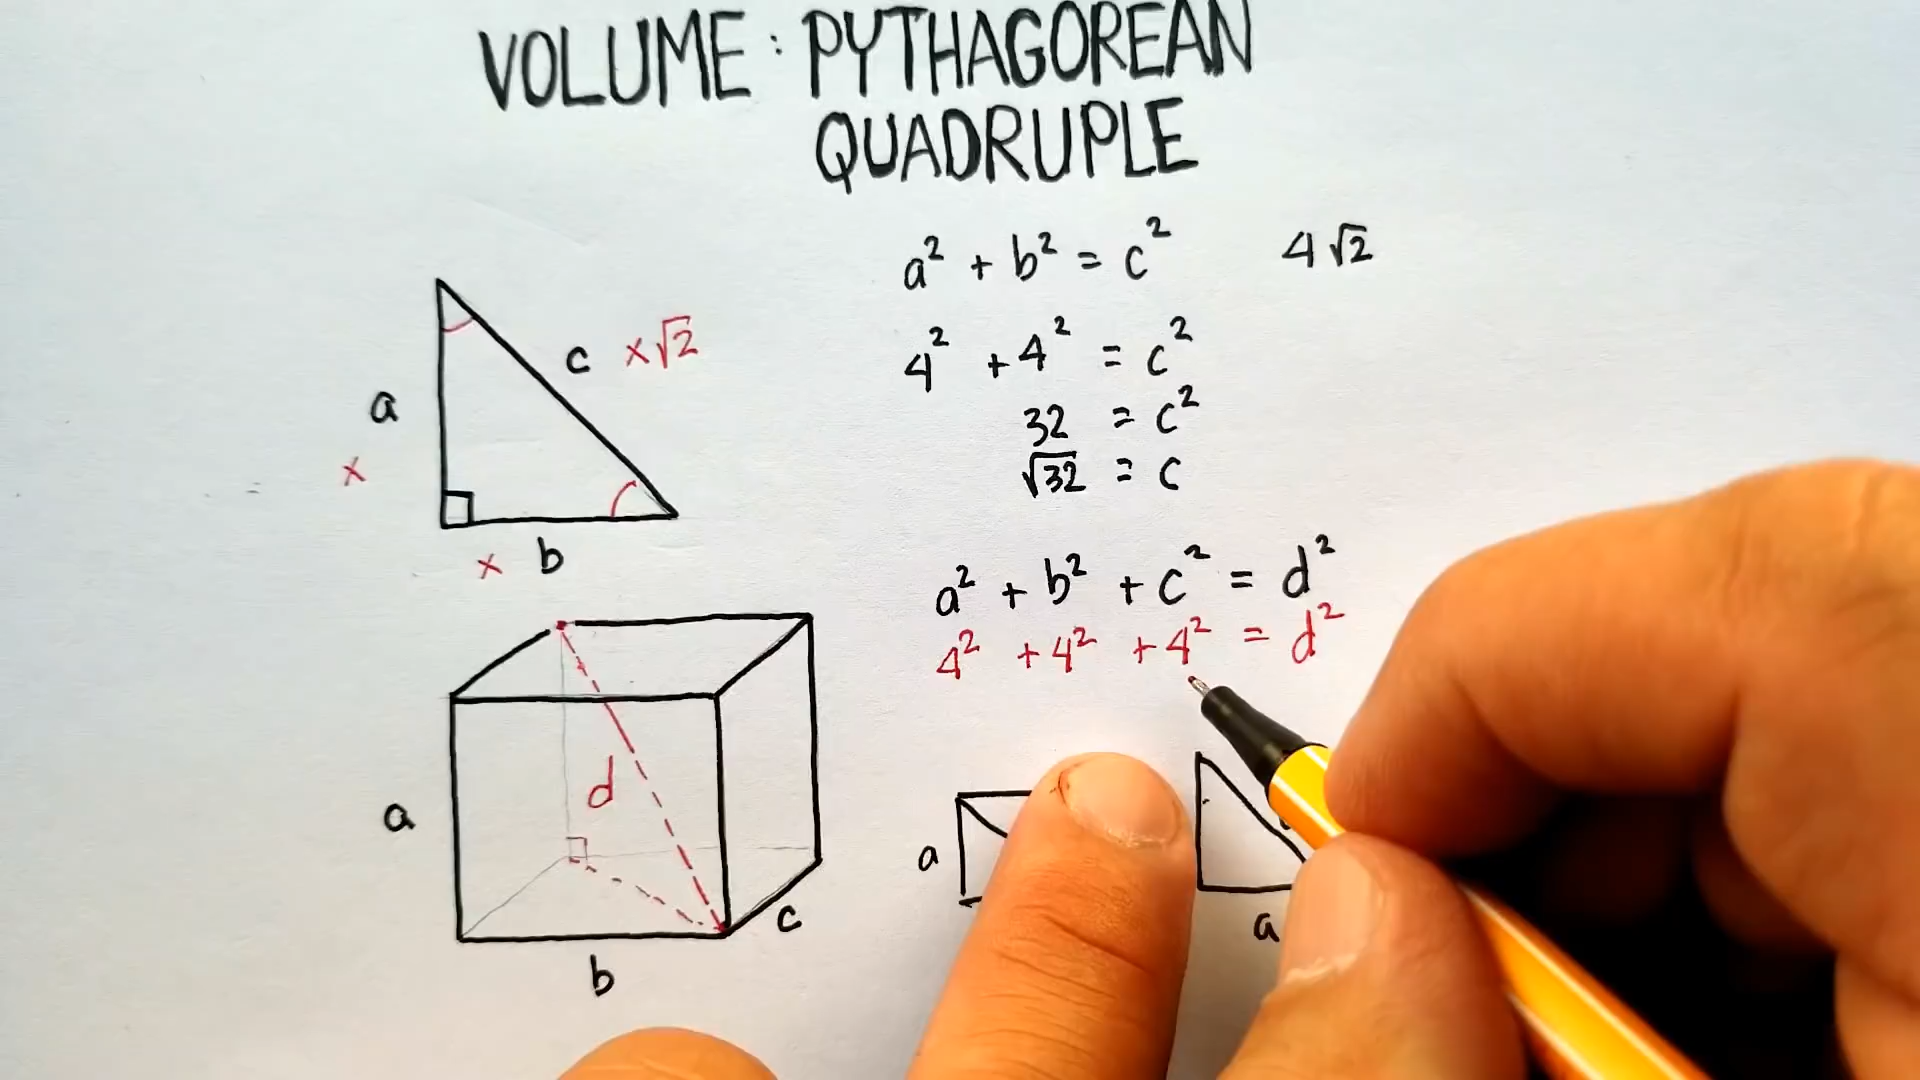 VOLUME : PYTHAGOREAN
QUADRUPLE
a² + b² = c²
4√2
4² + 4² = c²
32 = c²
√32 = c
c x√2
a
x
x b
a² + b² + c² = d²
4² + 4² + 4² = d²
d
a
c
b
a
a